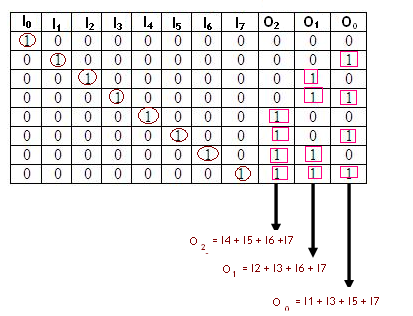 I0 I1 I2 I3 I4 I5 I6 I7 O2 O1 O0
1 0 0 0 0 0 0 0 0 0 0
0 1 0 0 0 0 0 0 0 0 1
0 0 1 0 0 0 0 0 0 1 0
0 0 0 1 0 0 0 0 0 1 1
0 0 0 0 1 0 0 0 1 0 0
0 0 0 0 0 1 0 0 1 0 1
0 0 0 0 0 0 1 0 1 1 0
0 0 0 0 0 0 0 1 1 1 1
O2 = I4 + I5 + I6 +I7
O1 = I2 + I3 + I6 + I7
O0 = I1 + I3 + I5 + I7